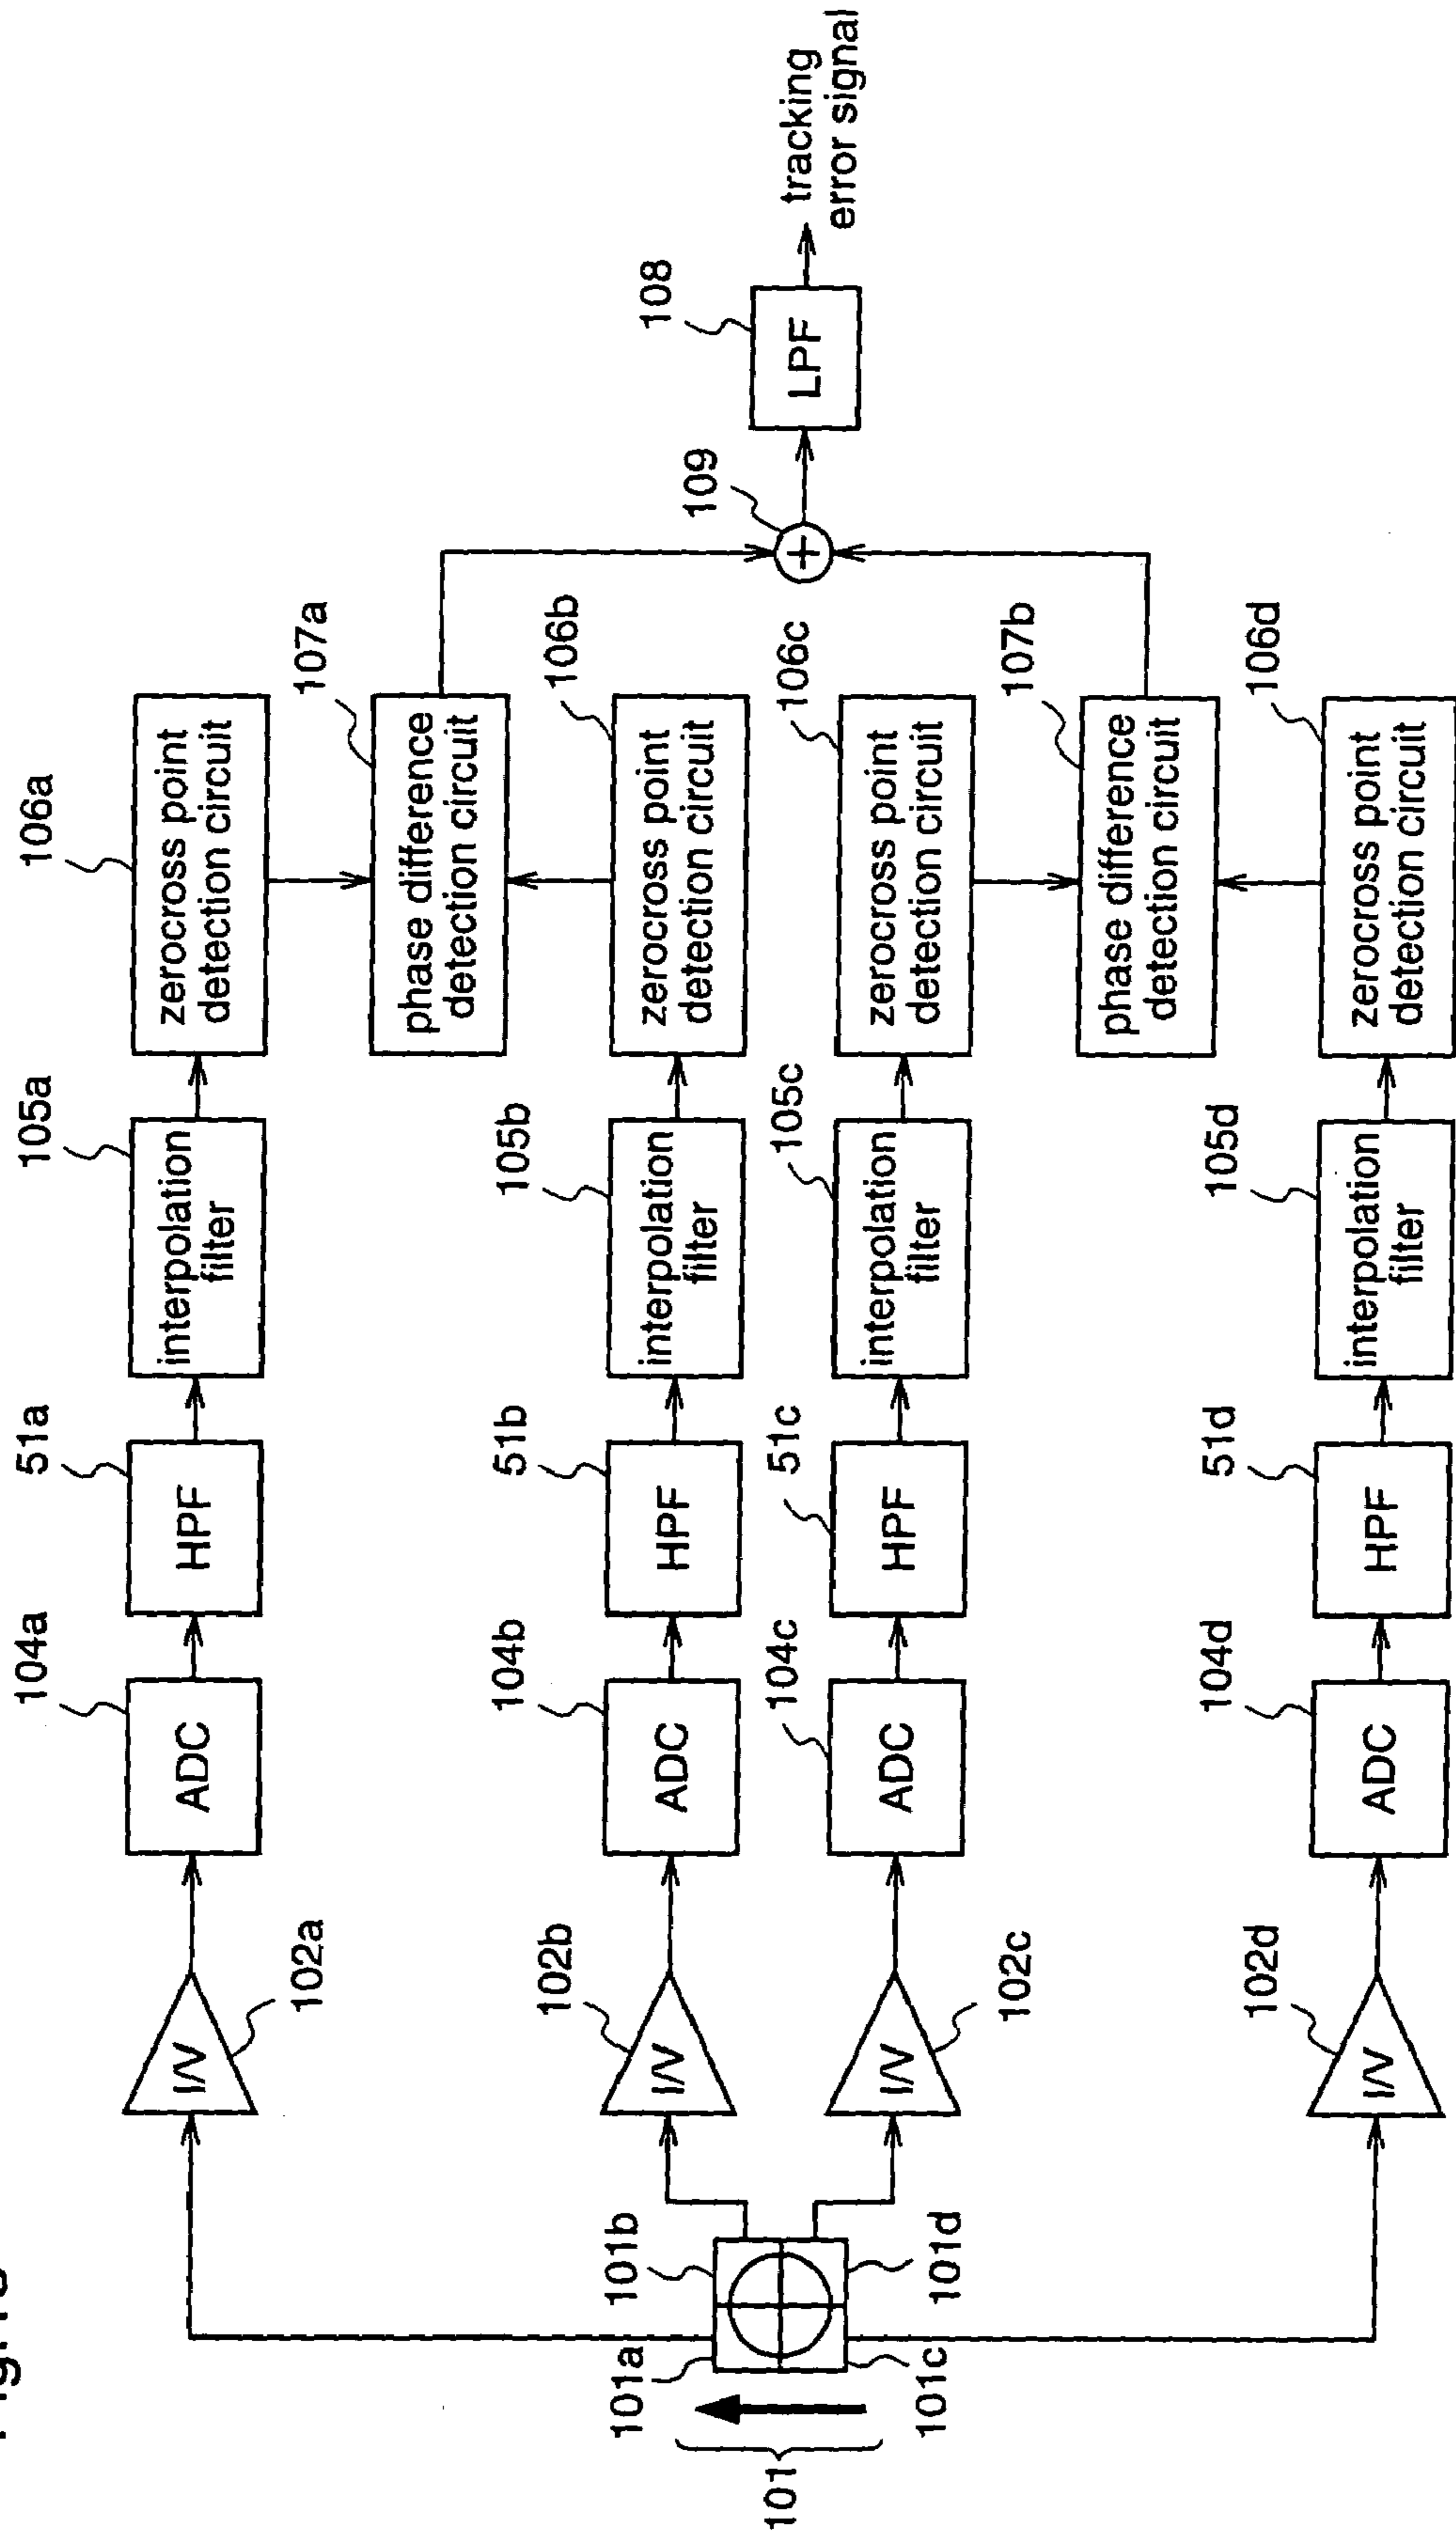 106a
105a
51a
104a
zerocross point
detection circuit
interpolation
filter
HPF
ADC
I/V
102a
107a
phase difference
detection circuit
106b
105b
51b
104b
102b
zerocross point
detection circuit
interpolation
filter
HPF
ADC
I/V
109
108
LPF
tracking
error signal
106c
105c
51c
104c
zerocross point
detection circuit
interpolation
filter
HPF
ADC
I/V
102c
101a
101b
101c
101d
101
107b
phase difference
detection circuit
106d
105d
51d
104d
102d
zerocross point
detection circuit
interpolation
filter
HPF
ADC
I/V